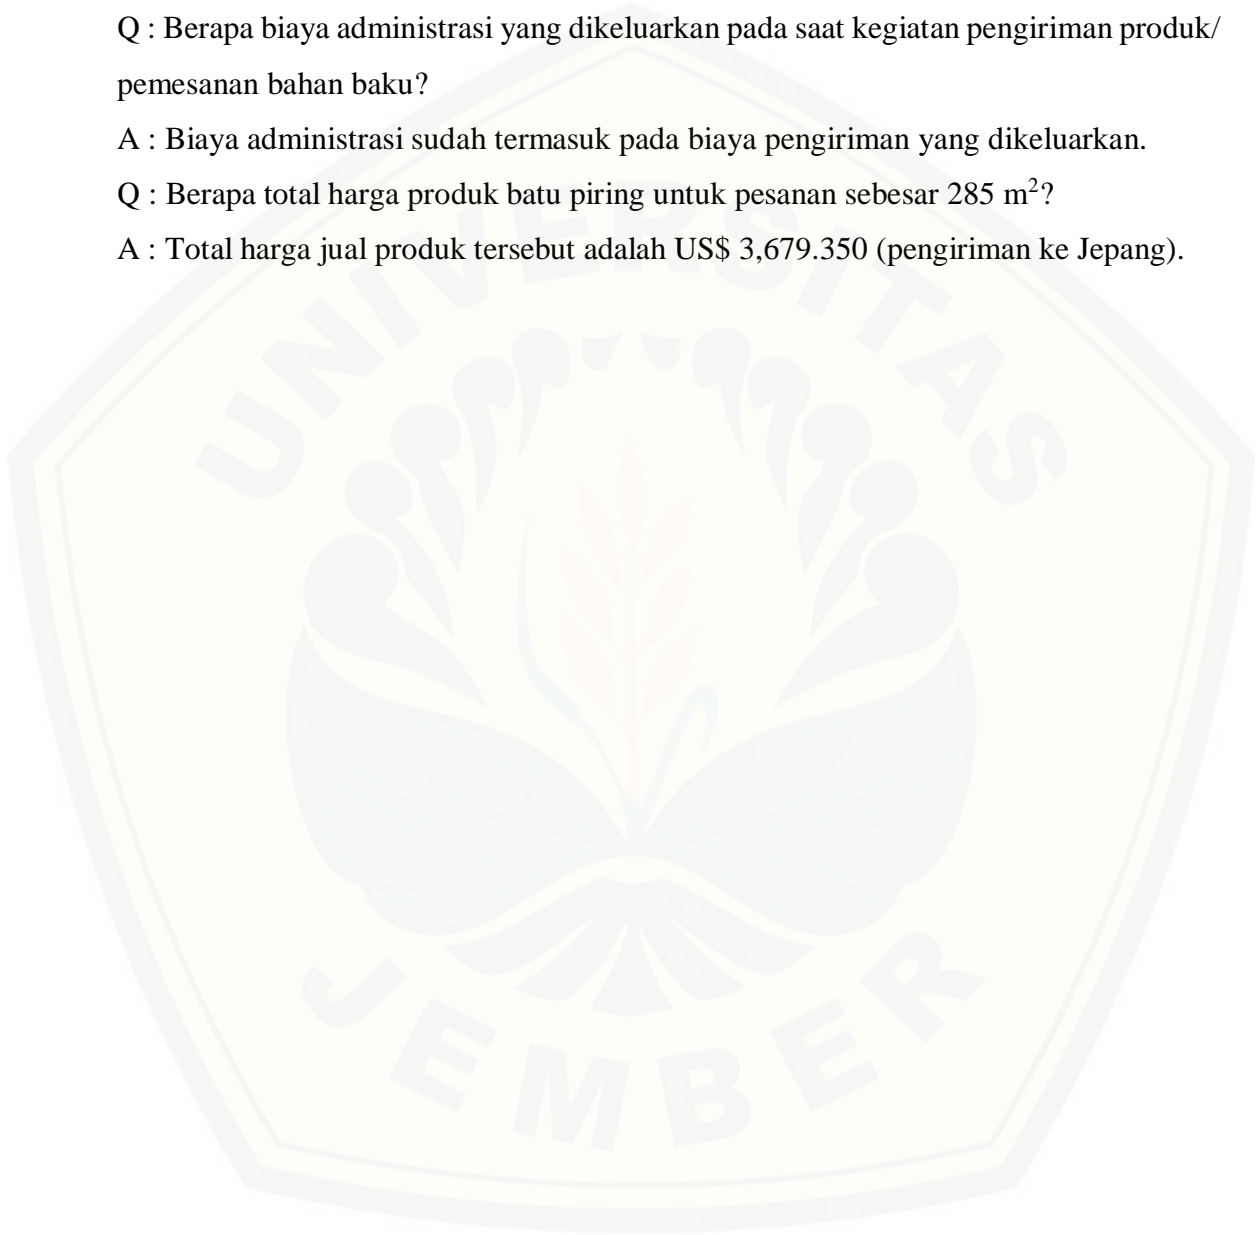 Q : Berapa biaya administrasi yang dikeluarkan pada saat kegiatan pengiriman produk/
pemesanan bahan baku?
A : Biaya administrasi sudah termasuk pada biaya pengiriman yang dikeluarkan.
Q : Berapa total harga produk batu piring untuk pesanan sebesar 285 m²?
A : Total harga jual produk tersebut adalah US$ 3,679.350 (pengiriman ke Jepang).
UNIVERSITAS
JEMBER